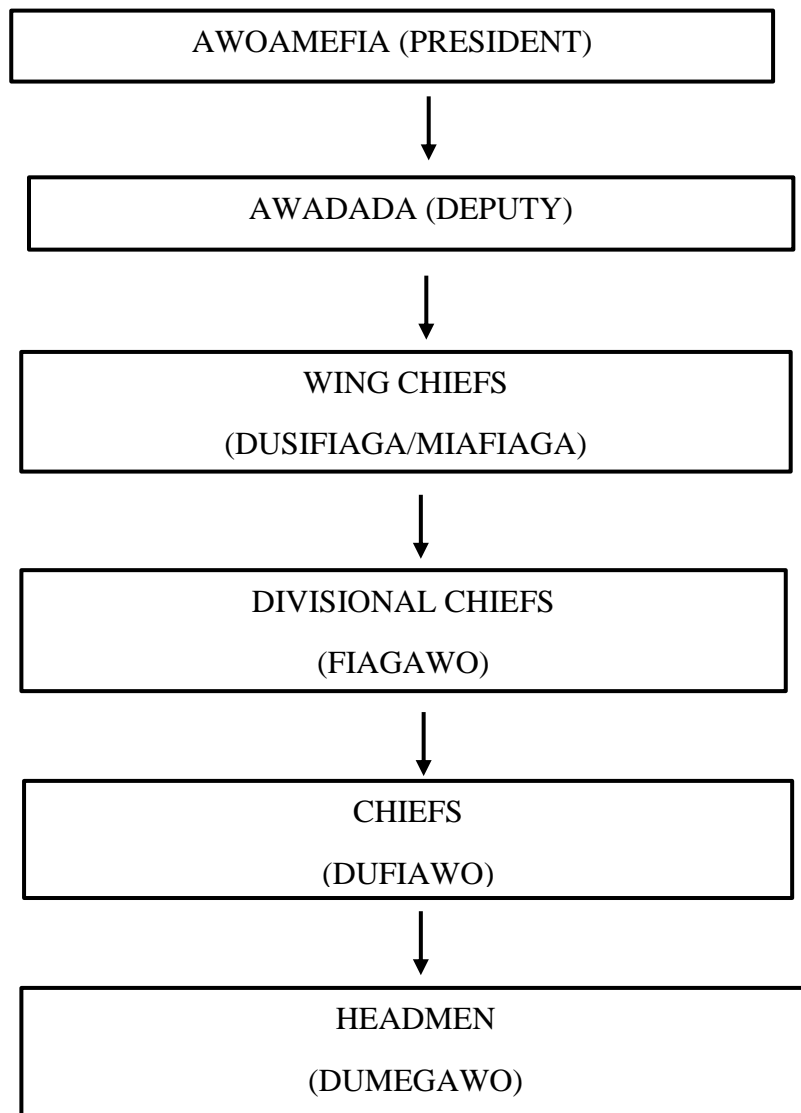 AWOAMEFIA (PRESIDENT)
AWADADA (DEPUTY)
WING CHIEFS
(DUSIFIAGA/MIAFIAGA)
DIVISIONAL CHIEFS
(FIAGAWO)
CHIEFS
(DUFIAWO)
HEADMEN
(DUMEGAWO)